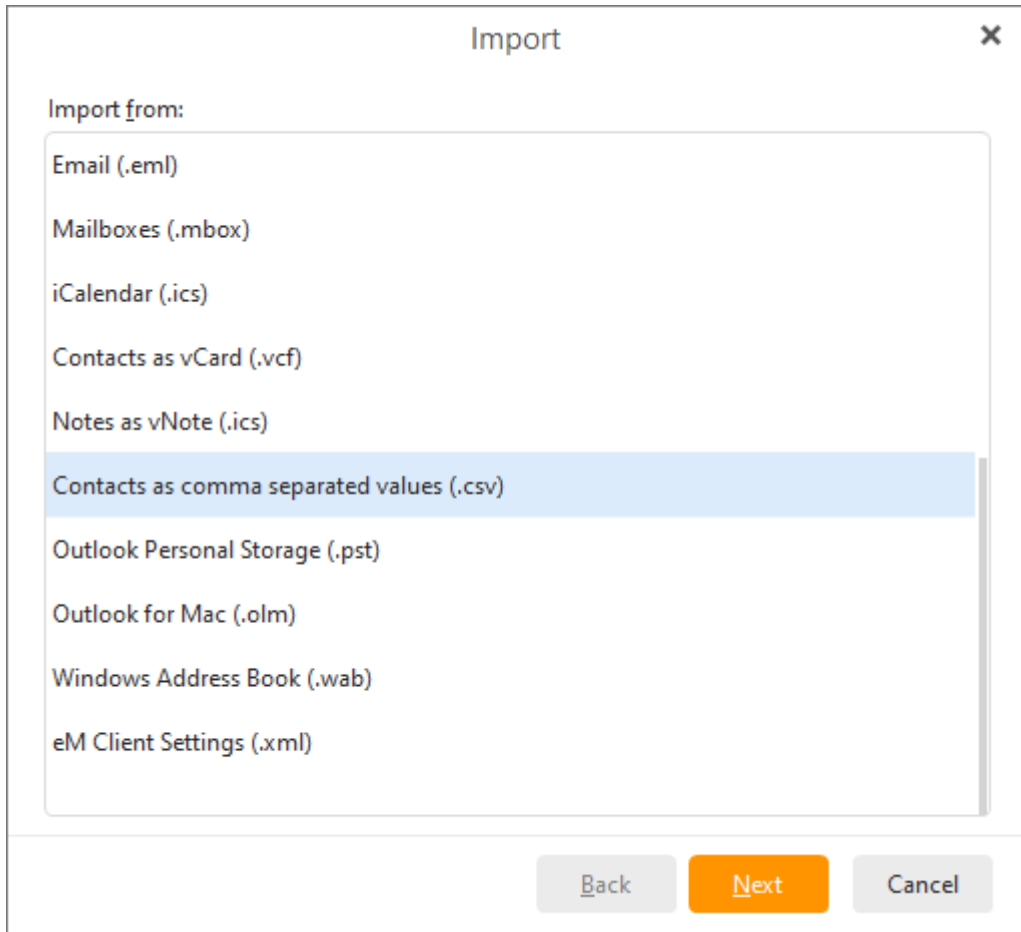 Import
Import from:
Email (.eml)
Mailboxes (.mbox)
iCalendar (.ics)
Contacts as vCard (.vcf)
Notes as vNote (.ics)
Contacts as comma separated values (.csv)
Outlook Personal Storage (.pst)
Outlook for Mac (.olm)
Windows Address Book (.wab)
eM Client Settings (.xml)
Back Next Cancel